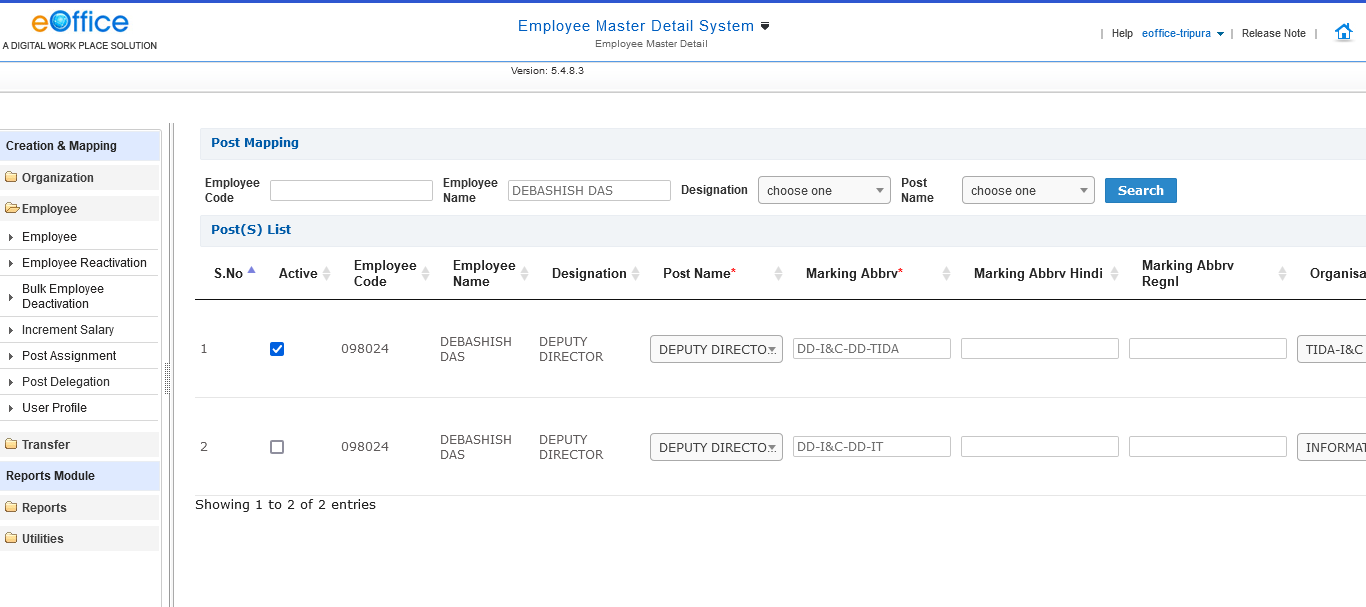 eOffice
A DIGITAL WORK PLACE SOLUTION
Employee Master Detail System
Employee Master Detail
| Help eoffice-tripura | Release Note |
Version: 5.4.8.3
Creation & Mapping
Organization
Employee
Employee
Employee Reactivation
Bulk Employee
Deactivation
Increment Salary
Post Assignment
Post Delegation
User Profile
Transfer
Reports Module
Reports
Utilities
Post Mapping
Employee Code
Employee Name
DEBASHISH DAS
Designation
choose one
Post Name
choose one
Search
Post(S) List
S.No
Active
Employee Code
Employee Name
Designation
Post Name*
Marking Abbrv*
Marking Abbrv Hindi
Marking Abbrv Regnl
Organisa
1
098024
DEBASHISH DAS
DEPUTY DIRECTOR
DEPUTY DIRECTO...
DD-I&C-DD-TIDA
TIDA-I&C
2
098024
DEBASHISH DAS
DEPUTY DIRECTOR
DEPUTY DIRECTO...
DD-I&C-DD-IT
INFORMAT
Showing 1 to 2 of 2 entries